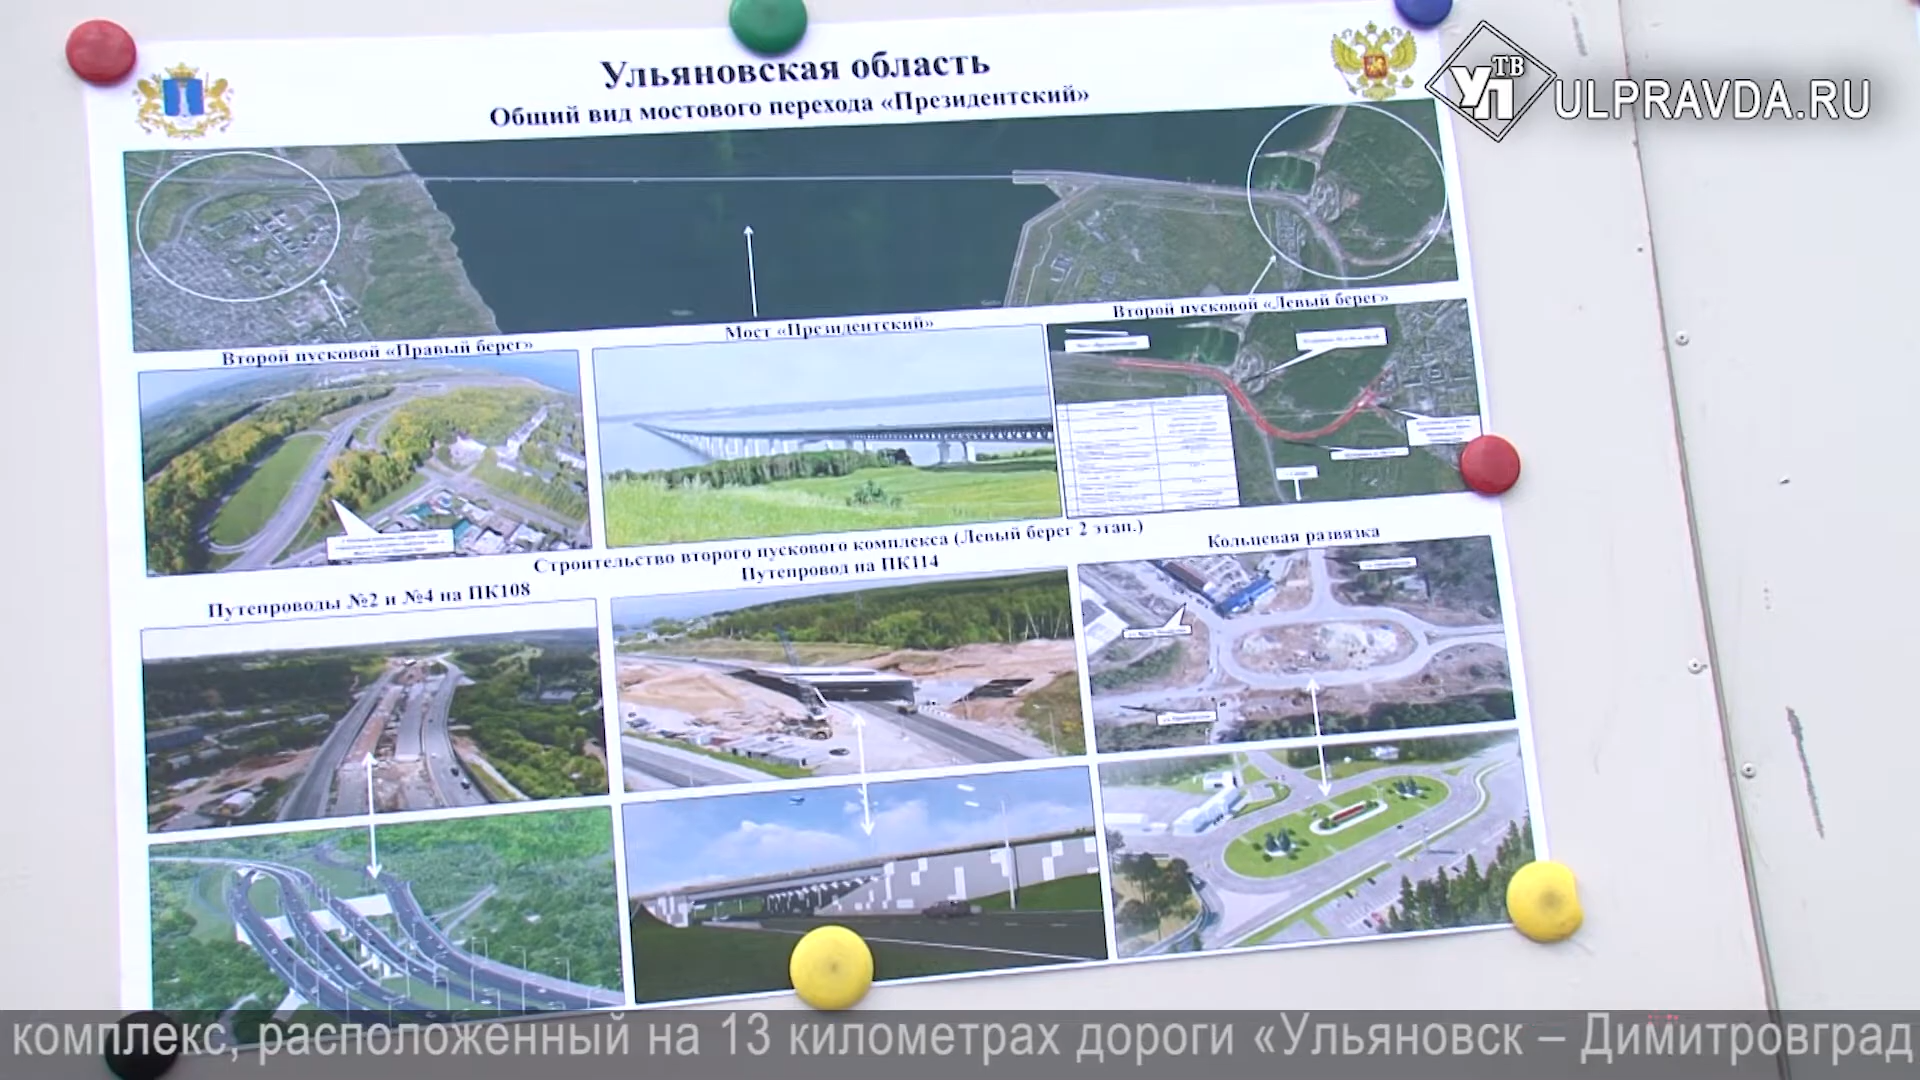 Ульяновская область
Общий вид мостового перехода «Президентский»
УП ТВ
ULPRAVDA.RU
Второй пусковой «Правый берег»
Мост «Президентский»
Второй пусковой «Левый берег»
Строительство второго пускового комплекса (Левый берег 2 этап.)
Путепроводы №2 и №4 на ПК108
Путепровод на ПК114
Кольцевая развязка
комплекс, расположенный на 13 километрах дороги «Ульяновск – Димитровград